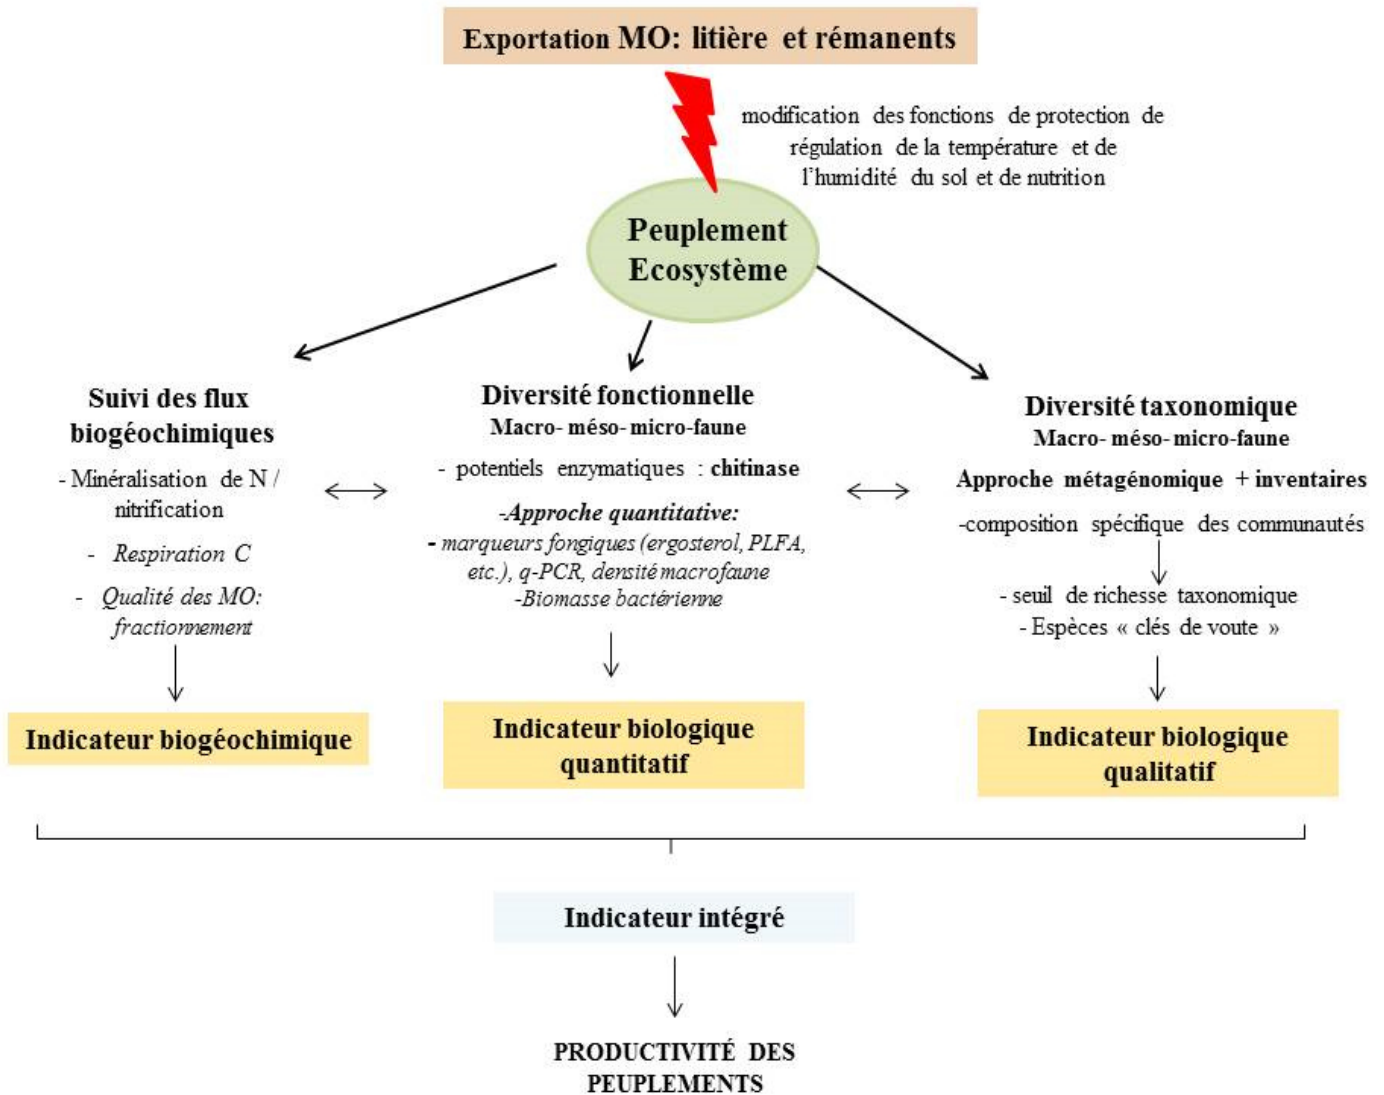 Exportation MO: litière et rémanents
modification des fonctions de protection de
régulation de la température et de
l'humidité du sol et de nutrition
Peuplement
Ecosystème
Suivi des flux
biogéochimiques
- Minéralisation de N /
nitrification
- Respiration C
- Qualité des MO:
fractionnement
Indicateur biogéochimique
Diversité fonctionnelle
Macro- méso- micro-faune
- potentiels enzymatiques : chitinase
-Approche quantitative:
- marqueurs fongiques (ergosterol, PLFA,
etc.), q-PCR, densité macrofaune
-Biomasse bactérienne
Indicateur biologique
quantitatif
Diversité taxonomique
Macro- méso- micro-faune
Approche métagénomique + inventaires
-composition spécifique des communautés
- seuil de richesse taxonomique
- Espèces « clés de voute »
Indicateur biologique
qualitatif
Indicateur intégré
PRODUCTIVITÉ DES
PEUPLEMENTS